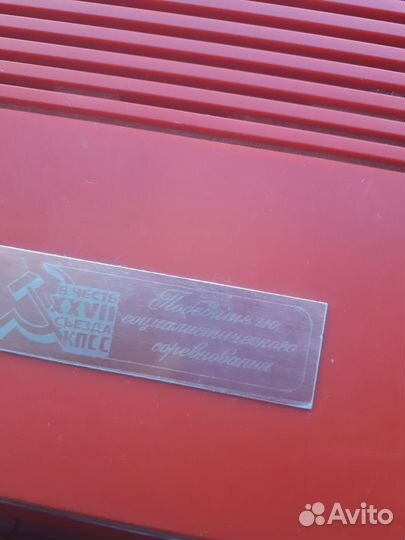 В ЧЕСТЬ
XXVII
СЪЕЗДА
КПСС
Победителю
социалистического
соревнования
Avito